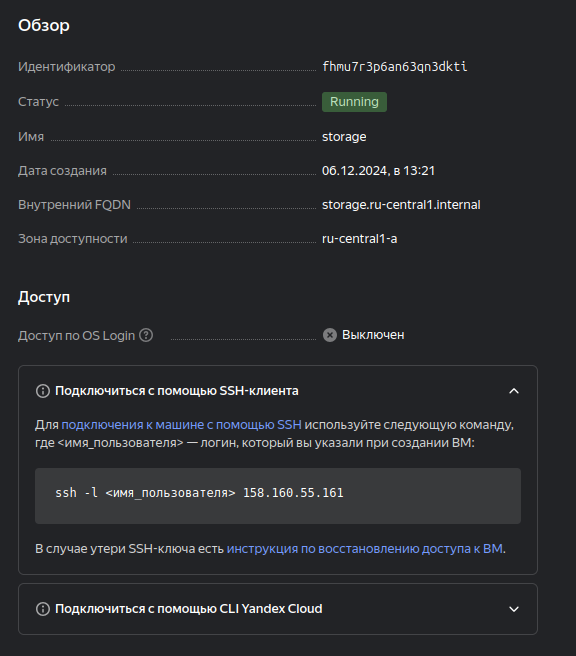 Обзор
Идентификатор fhmu7r3p6an63qn3dkti
Статус Running
Имя storage
Дата создания 06.12.2024, в 13:21
Внутренний FQDN storage.ru-central1.internal
Зона доступности ru-central1-a
Доступ
Доступ по OS Login Выключен
Подключиться с помощью SSH-клиента
Для подключения к машине с помощью SSH используйте следующую команду,
где <имя_пользователя> — логин, который вы указали при создании ВМ:
ssh -l <имя_пользователя> 158.160.55.161
В случае утери SSH-ключа есть инструкция по восстановлению доступа к ВМ.
Подключиться с помощью CLI Yandex Cloud